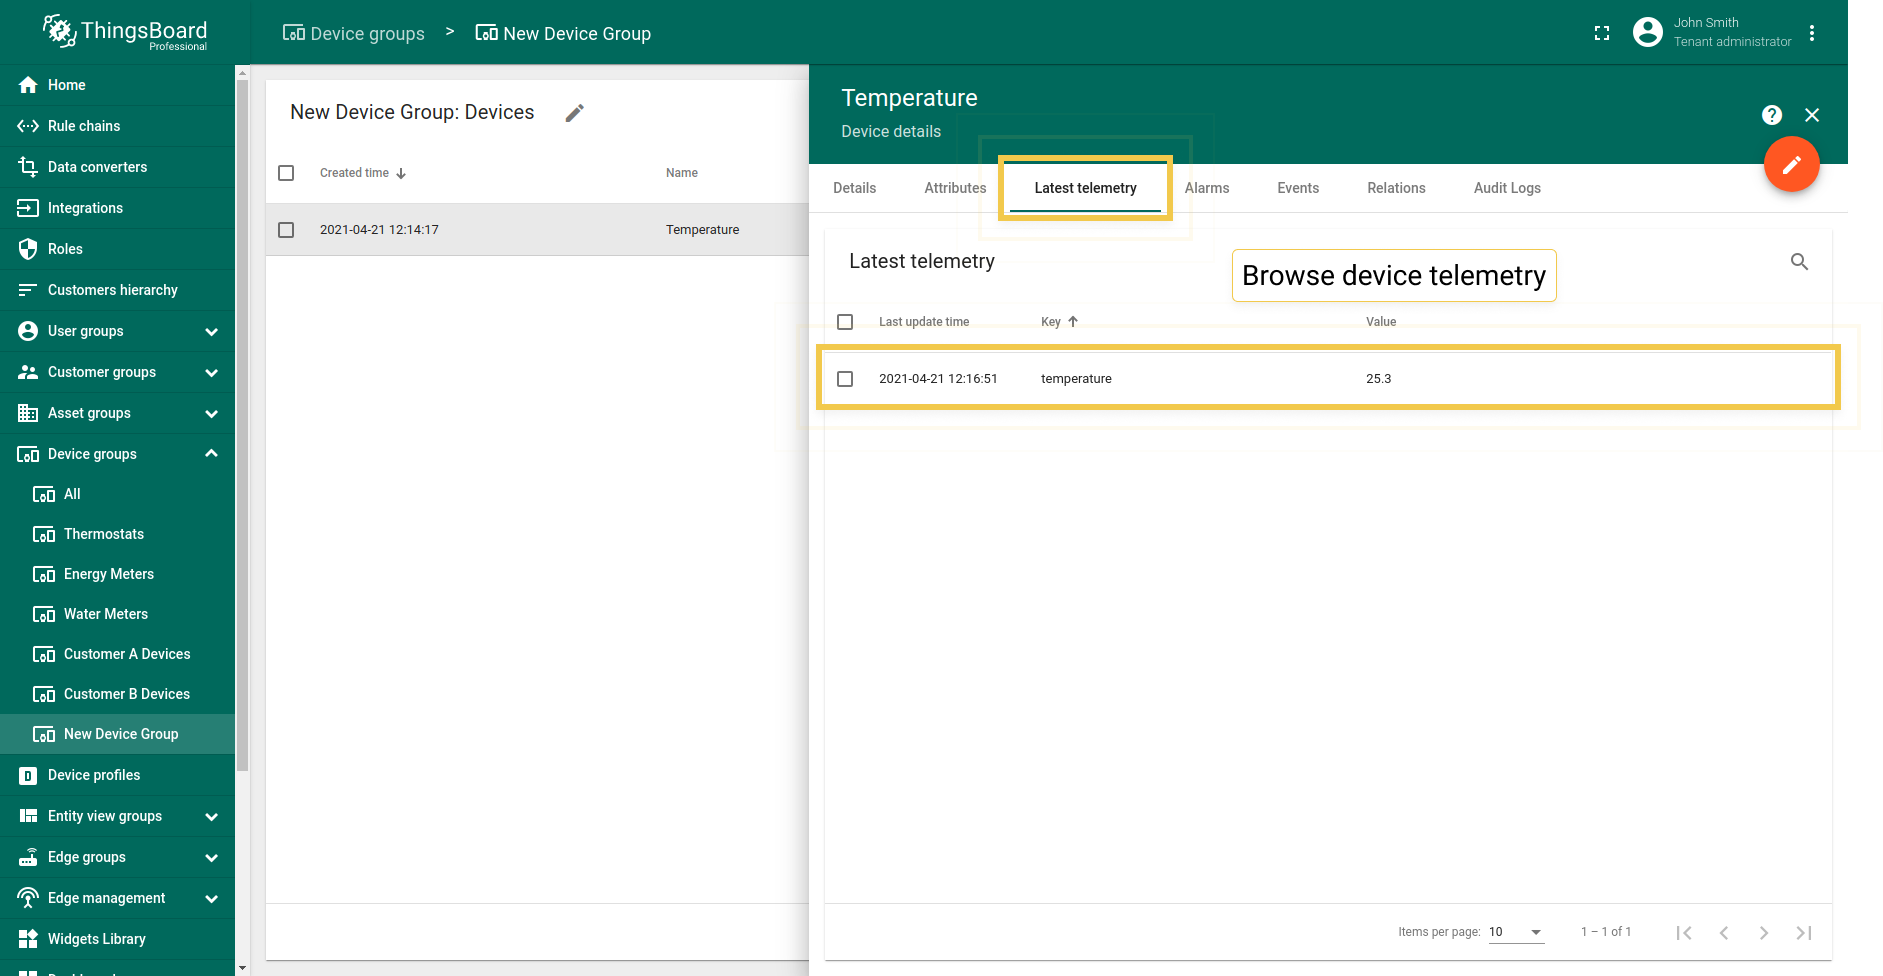 ThingsBoard
Professional
Device groups > New Device Group
John Smith
Tenant administrator
Home
Rule chains
Data converters
Integrations
Roles
Customers hierarchy
User groups
Customer groups
Asset groups
Device groups
All
Thermostats
Energy Meters
Water Meters
Customer A Devices
Customer B Devices
New Device Group
Device profiles
Entity view groups
Edge groups
Edge management
Widgets Library
New Device Group: Devices
Created time Name
2021-04-21 12:14:17 Temperature
Temperature
Device details
Details Attributes Latest telemetry Alarms Events Relations Audit Logs
Latest telemetry
Browse device telemetry
Last update time Key Value
2021-04-21 12:16:51 temperature 25.3
Items per page: 10 1 – 1 of 1